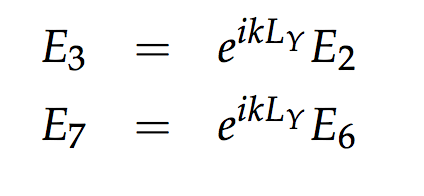 E₃ = e^{ikL_Y} E₂
E₇ = e^{ikL_Y} E₆